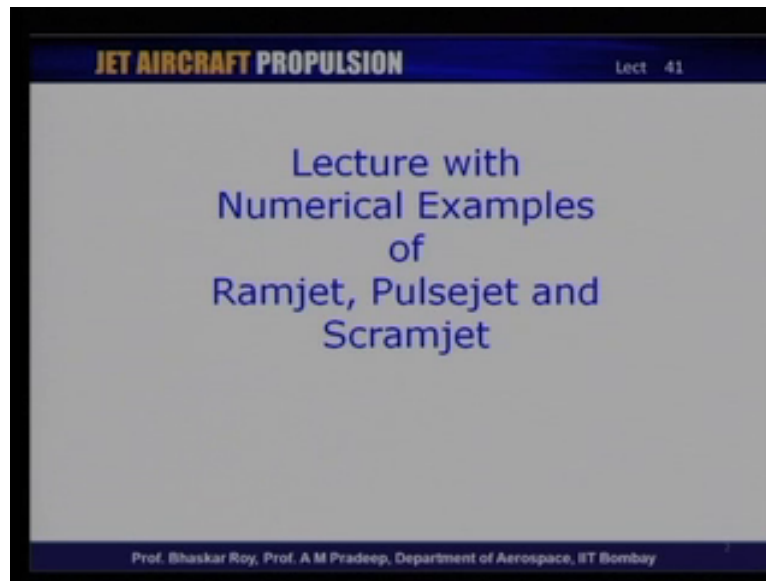 JET AIRCRAFT PROPULSION Lect 41
Lecture with
Numerical Examples
of
Ramjet, Pulsejet and
Scramjet
Prof. Bhaskar Roy, Prof. A M Pradeep, Department of Aerospace, IIT Bombay